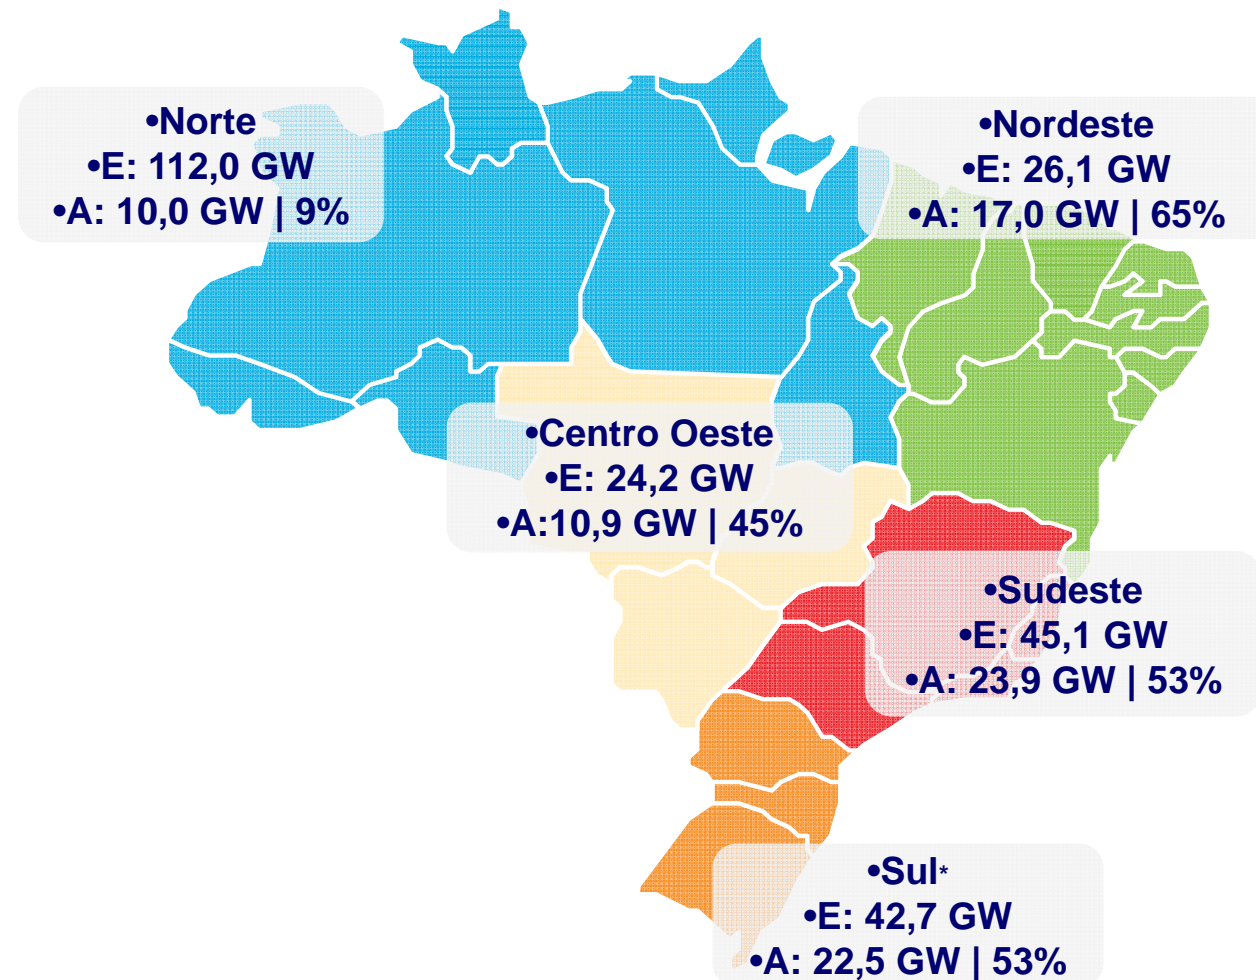 •Norte
•E: 112,0 GW
•A: 10,0 GW | 9%
•Nordeste
•E: 26,1 GW
•A: 17,0 GW | 65%
•Centro Oeste
•E: 24,2 GW
•A:10,9 GW | 45%
•Sudeste
•E: 45,1 GW
•A: 23,9 GW | 53%
•Sul*
•E: 42,7 GW
•A: 22,5 GW | 53%